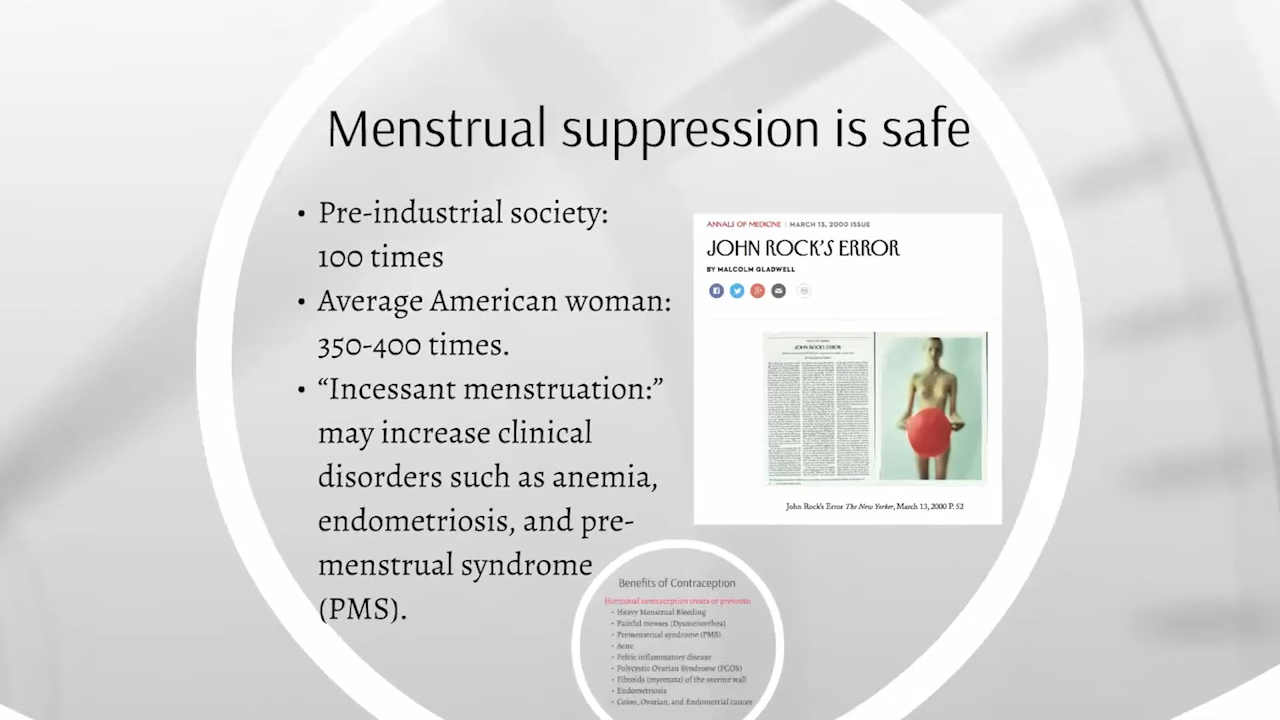 Menstrual suppression is safe
• Pre-industrial society:
100 times
• Average American woman:
350-400 times.
• “Incessant menstruation:”
may increase clinical
disorders such as anemia,
endometriosis, and pre-
menstrual syndrome
(PMS).
ANNALS OF MEDICINE | MARCH 13, 2000 ISSUE
JOHN ROCK'S ERROR
BY MALCOLM GLADWELL
JOHN ROCK'S ERROR
John Rock's Error The New Yorker, March 13, 2000 P. 52
Benefits of Contraception
Hormonal contraception treats or prevents:
• Heavy Menstrual Bleeding
• Painful menses (Dysmenorrhea)
• Premenstrual syndrome (PMS)
• Acne
• Pelvic inflammatory disease
• Polycystic Ovarian Syndrome (PCOS)
• Fibroids (myomata) of the uterine wall
• Endometriosis
• Colon, Ovarian, and Endometrial cancer